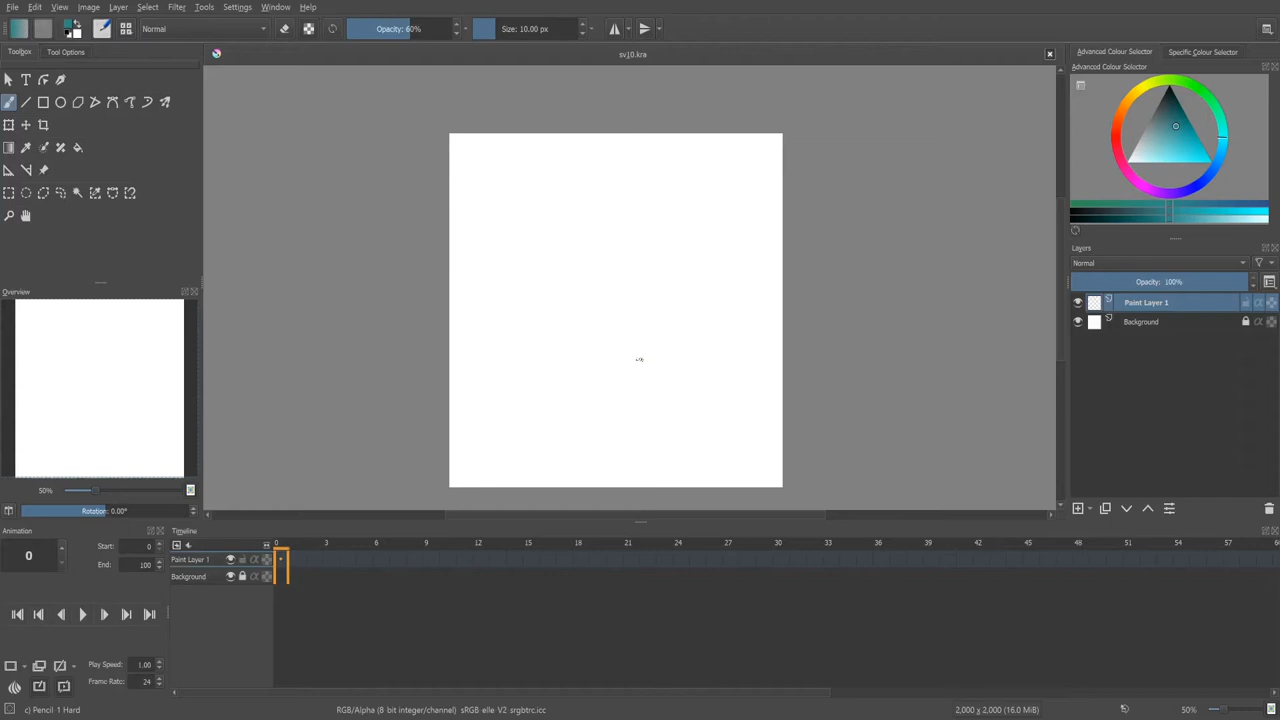 File Edit View Image Layer Select Filter Tools Settings Window Help
Normal Opacity: 60% Size: 10.00 px
Toolbox Tool Options
sv10.kra
Advanced Colour Selector Specific Colour Selector
Advanced Colour Selector
Layers
Normal
Opacity: 100%
Paint Layer 1
Background
Overview
50%
Rotation: 0.00°
Animation
0
Start: 0
End: 100
Play Speed: 1.00
Frame Rate: 24
Timeline
0 3 6 9 12 15 18 21 24 27 30 33 36 39 42 45 48 51 54 57 60
Paint Layer 1
Background
c) Pencil 1 Hard RGB/Alpha (8 bit integer/channel) sRGB elle V2 srgbtrc.icc 2,000 x 2,000 (16.0 MiB) 50%